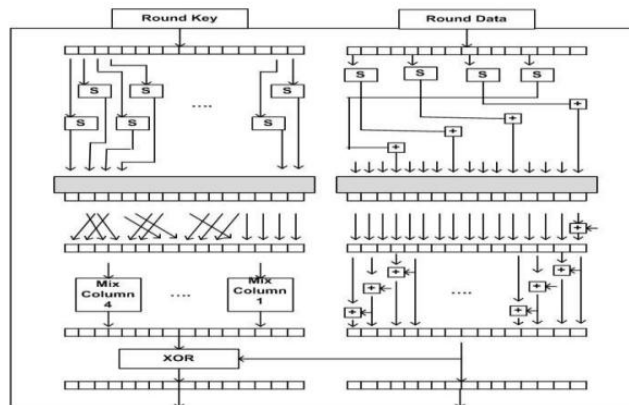 Round Key
Round Data
S S S
S S S
S S S S
+
+
+
+
....
+
Mix Column 4
....
Mix Column 1
+
+
+
....
+
+
+
XOR